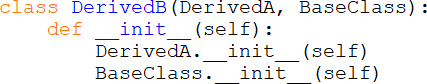 class DerivedB(DerivedA, BaseClass):
    def __init__(self):
        DerivedA.__init__(self)
        BaseClass.__init__(self)